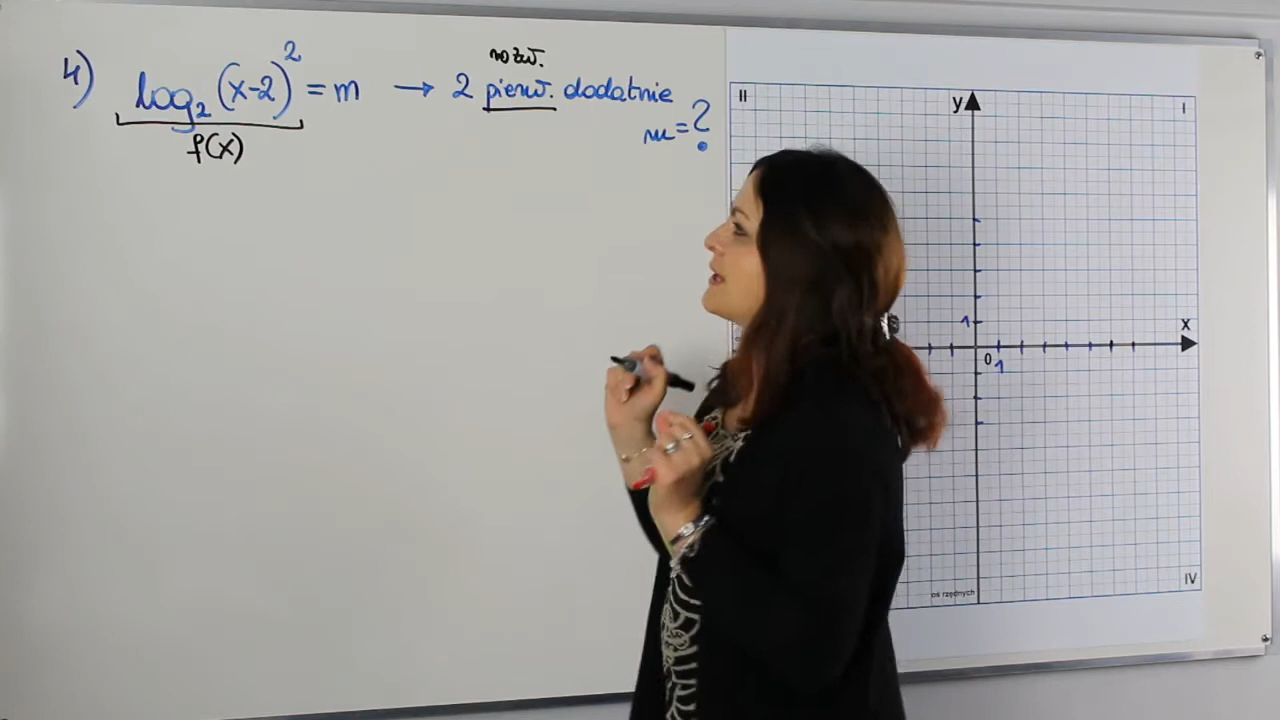 rozw.
4) log₂(x-2)² = m → 2 pierw. dodatnie
m = ?
f(x)
II
y
I
1
x
0
1
IV
oś rzędnych